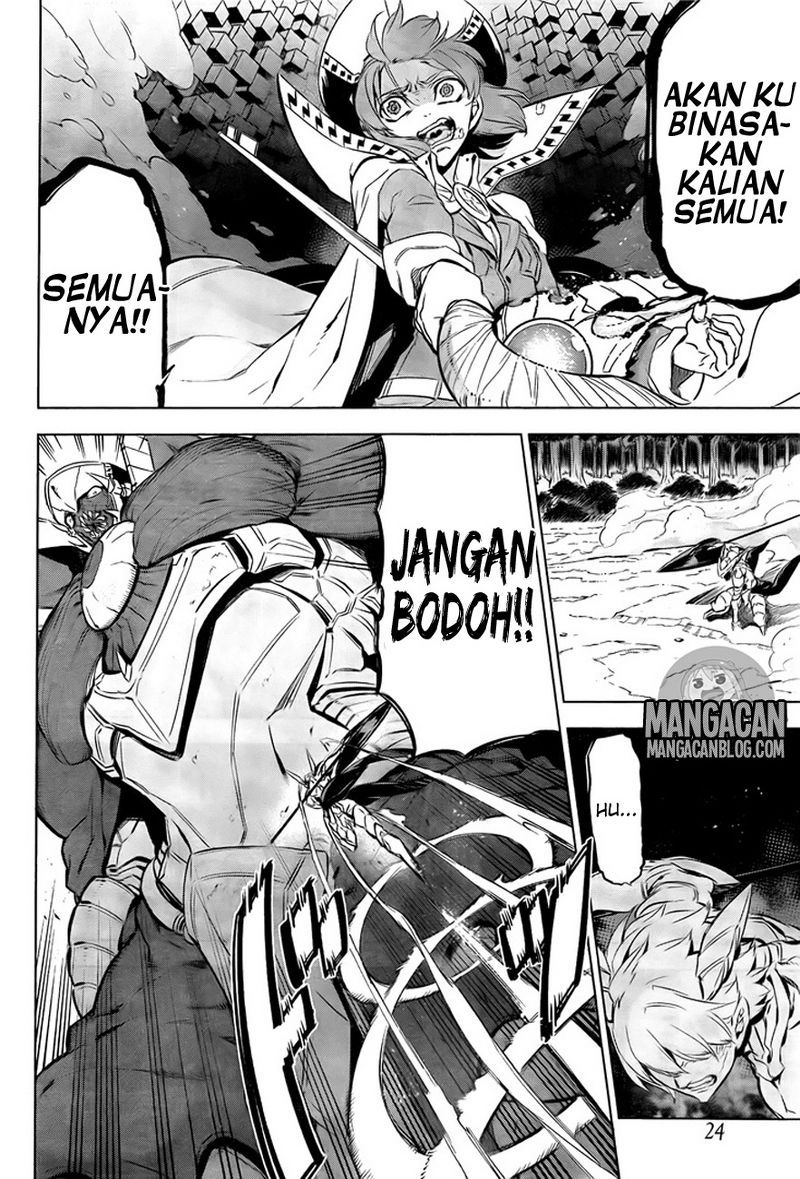 AKAN KU
BINASA-
KAN
KALIAN
SEMUA!
SEMUA-
NYA!!
JANGAN
BODOH!!
MANGACAN
MANGACANBLOG.COM
HU...
24